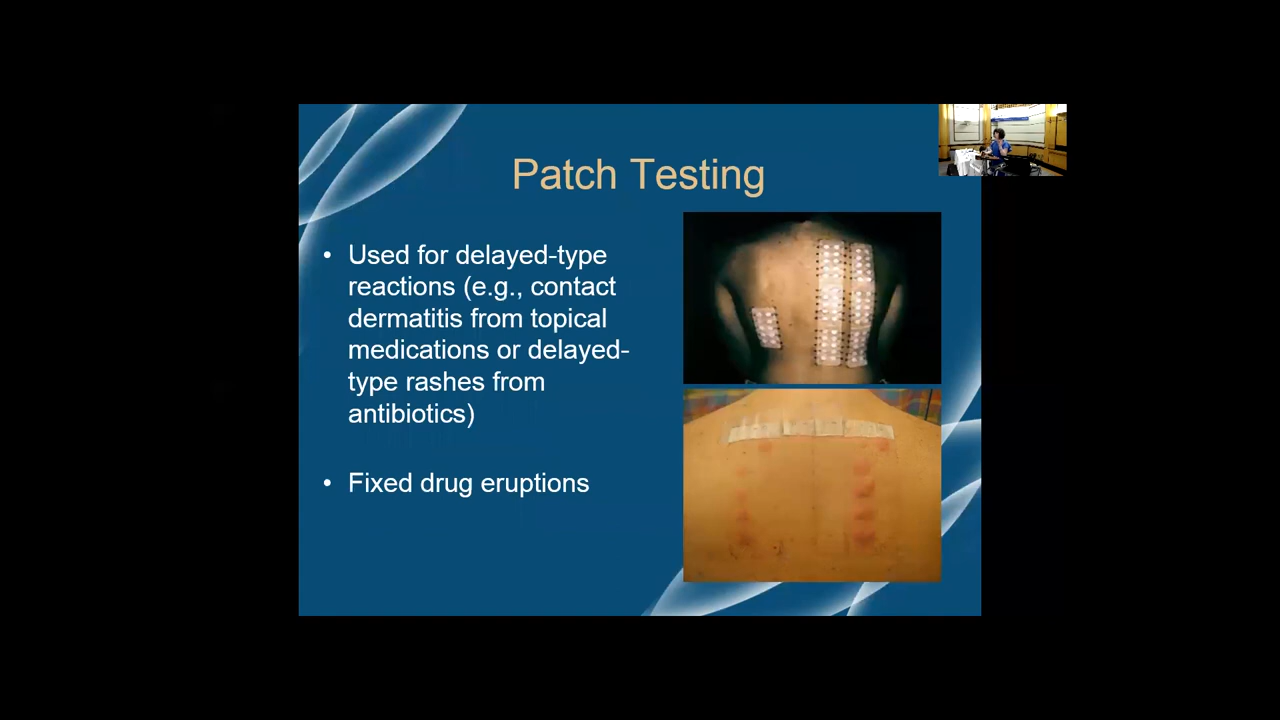 Patch Testing
• Used for delayed-type
reactions (e.g., contact
dermatitis from topical
medications or delayed-
type rashes from
antibiotics)
• Fixed drug eruptions